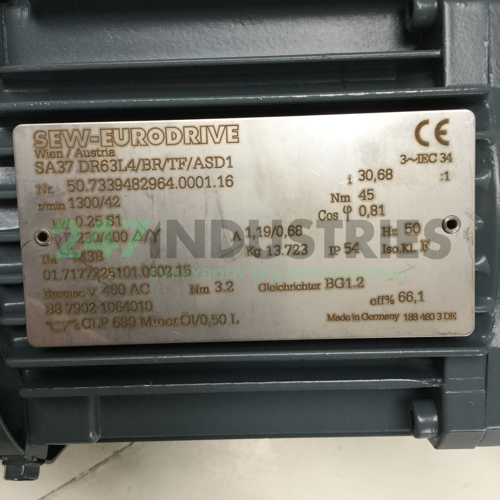 SEW-EURODRIVE
Wien / Austria
CE
SA37 DR63L4/BR/TF/ASD1
3~IEC 34
Nr. 50.7339482964.0001.16
i 30,68 :1
r/min 1300/42
Nm 45
kW 0.25 S1
Cos φ 0,81
V 230/400 Δ/Y
A 1,19/0,68
Hz 50
Kg 13.723
IP 54
Iso.Kl. F
01.7177225101.0002.15
Bremse V 460 AC
Nm 3.2
Gleichrichter BG1.2
B8 7902 1064010
eff% 66,1
CLP 680 Miner.Öl/0,50 L
Made in Germany 188 460 3 DE
247 INDUSTRIES